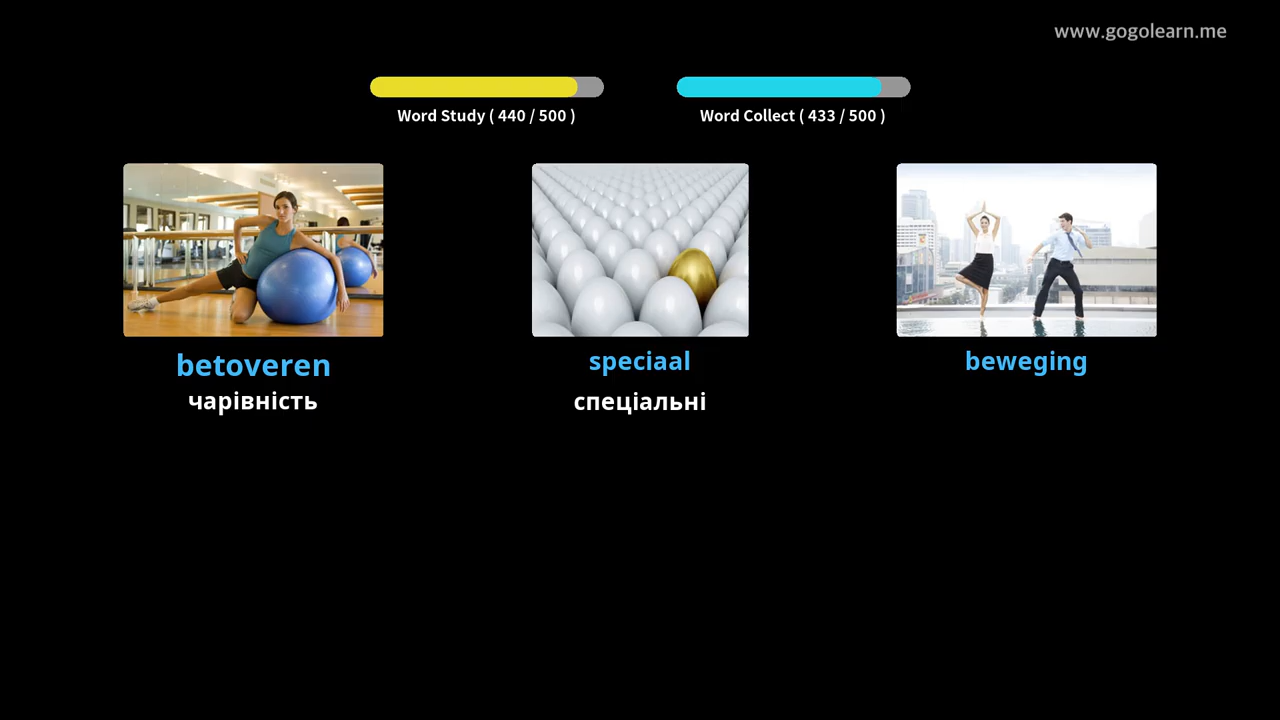 www.gogolearn.me
Word Study ( 440 / 500 )
Word Collect ( 433 / 500 )
betoveren
чарівність
speciaal
спеціальні
beweging